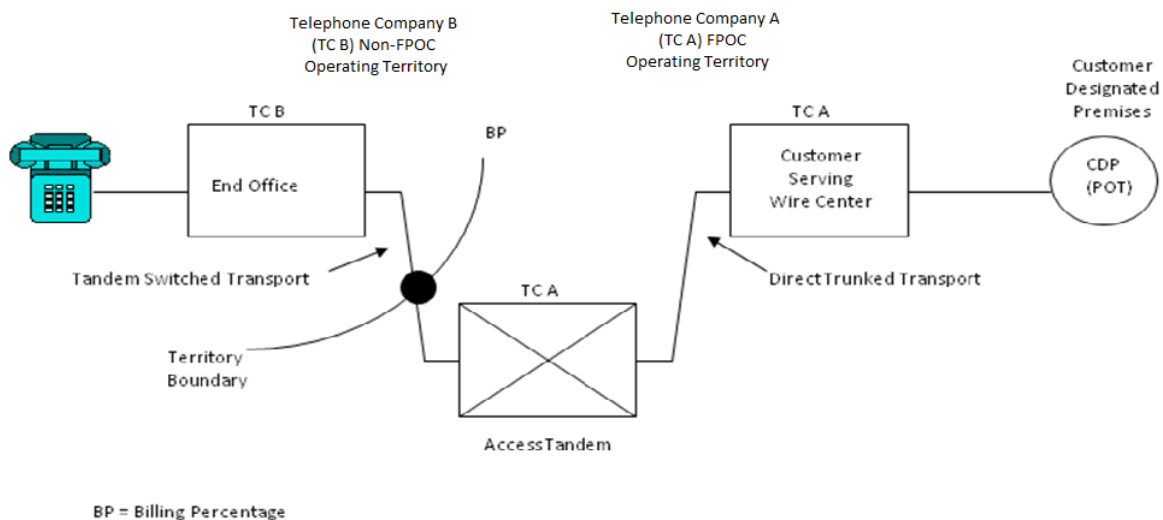 Telephone Company B
(TC B) Non-FPOC
Operating Territory
Telephone Company A
(TC A) FPOC
Operating Territory
Customer
Designated
Premises
TC B
BP
TC A
End Office
Customer
Serving
Wire Center
CDP
(POT)
Tandem Switched Transport
TC A
Direct Trunked Transport
Territory
Boundary
Access Tandem
BP = Billing Percentage